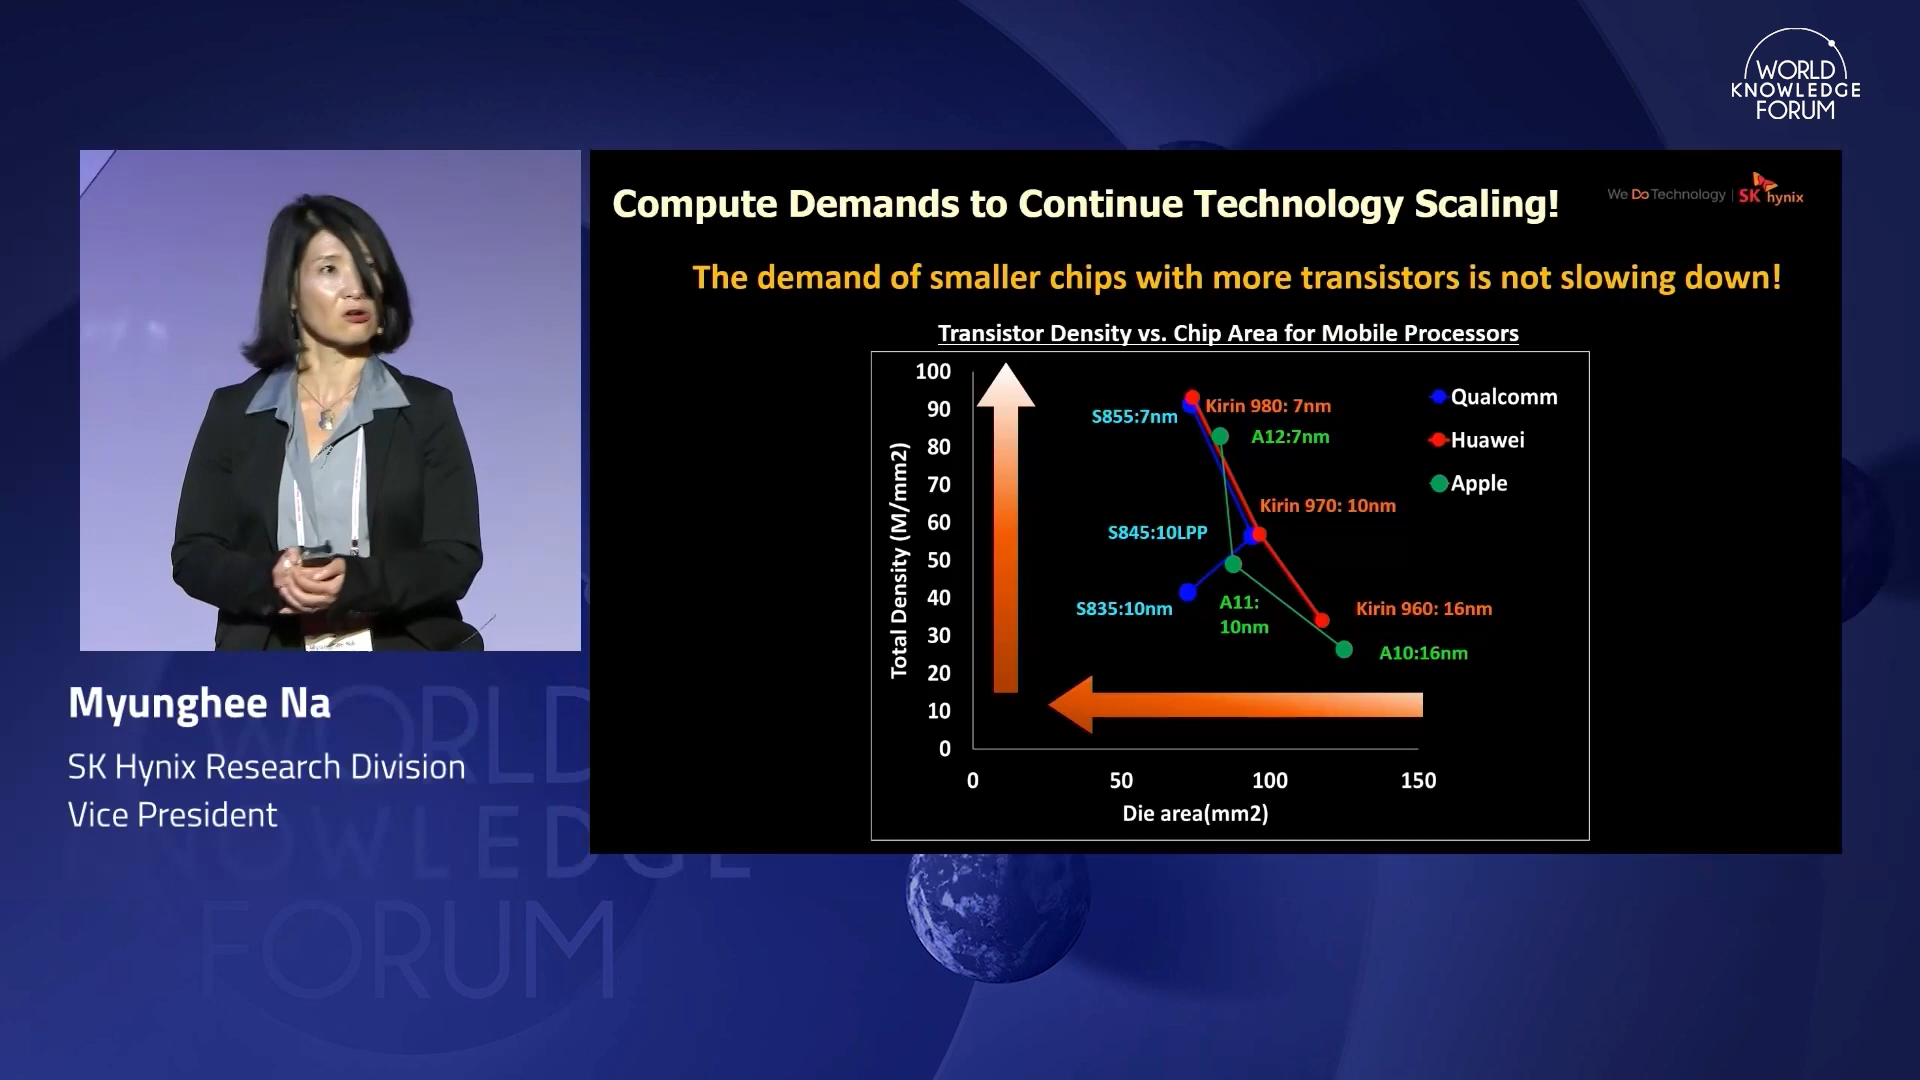 WORLD
KNOWLEDGE
FORUM
We Do Technology | SK hynix
Compute Demands to Continue Technology Scaling!
The demand of smaller chips with more transistors is not slowing down!
Transistor Density vs. Chip Area for Mobile Processors
Total Density (M/mm2)
100
90
80
70
60
50
40
30
20
10
0
0 50 100 150
Die area(mm2)
S855:7nm
Kirin 980: 7nm
A12:7nm
Kirin 970: 10nm
S845:10LPP
S835:10nm
A11:
10nm
Kirin 960: 16nm
A10:16nm
Qualcomm
Huawei
Apple
Myunghee Na
SK Hynix Research Division
Vice President
WORLD
KNOWLEDGE
FORUM